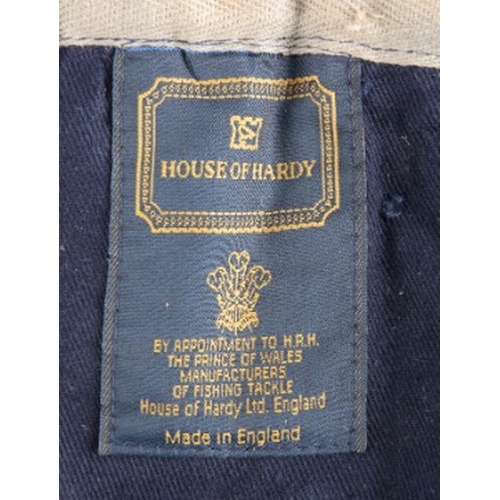 HOUSE OF HARDY
BY APPOINTMENT TO H.R.H.
THE PRINCE OF WALES
MANUFACTURERS
OF FISHING TACKLE
House of Hardy Ltd. England
Made in England